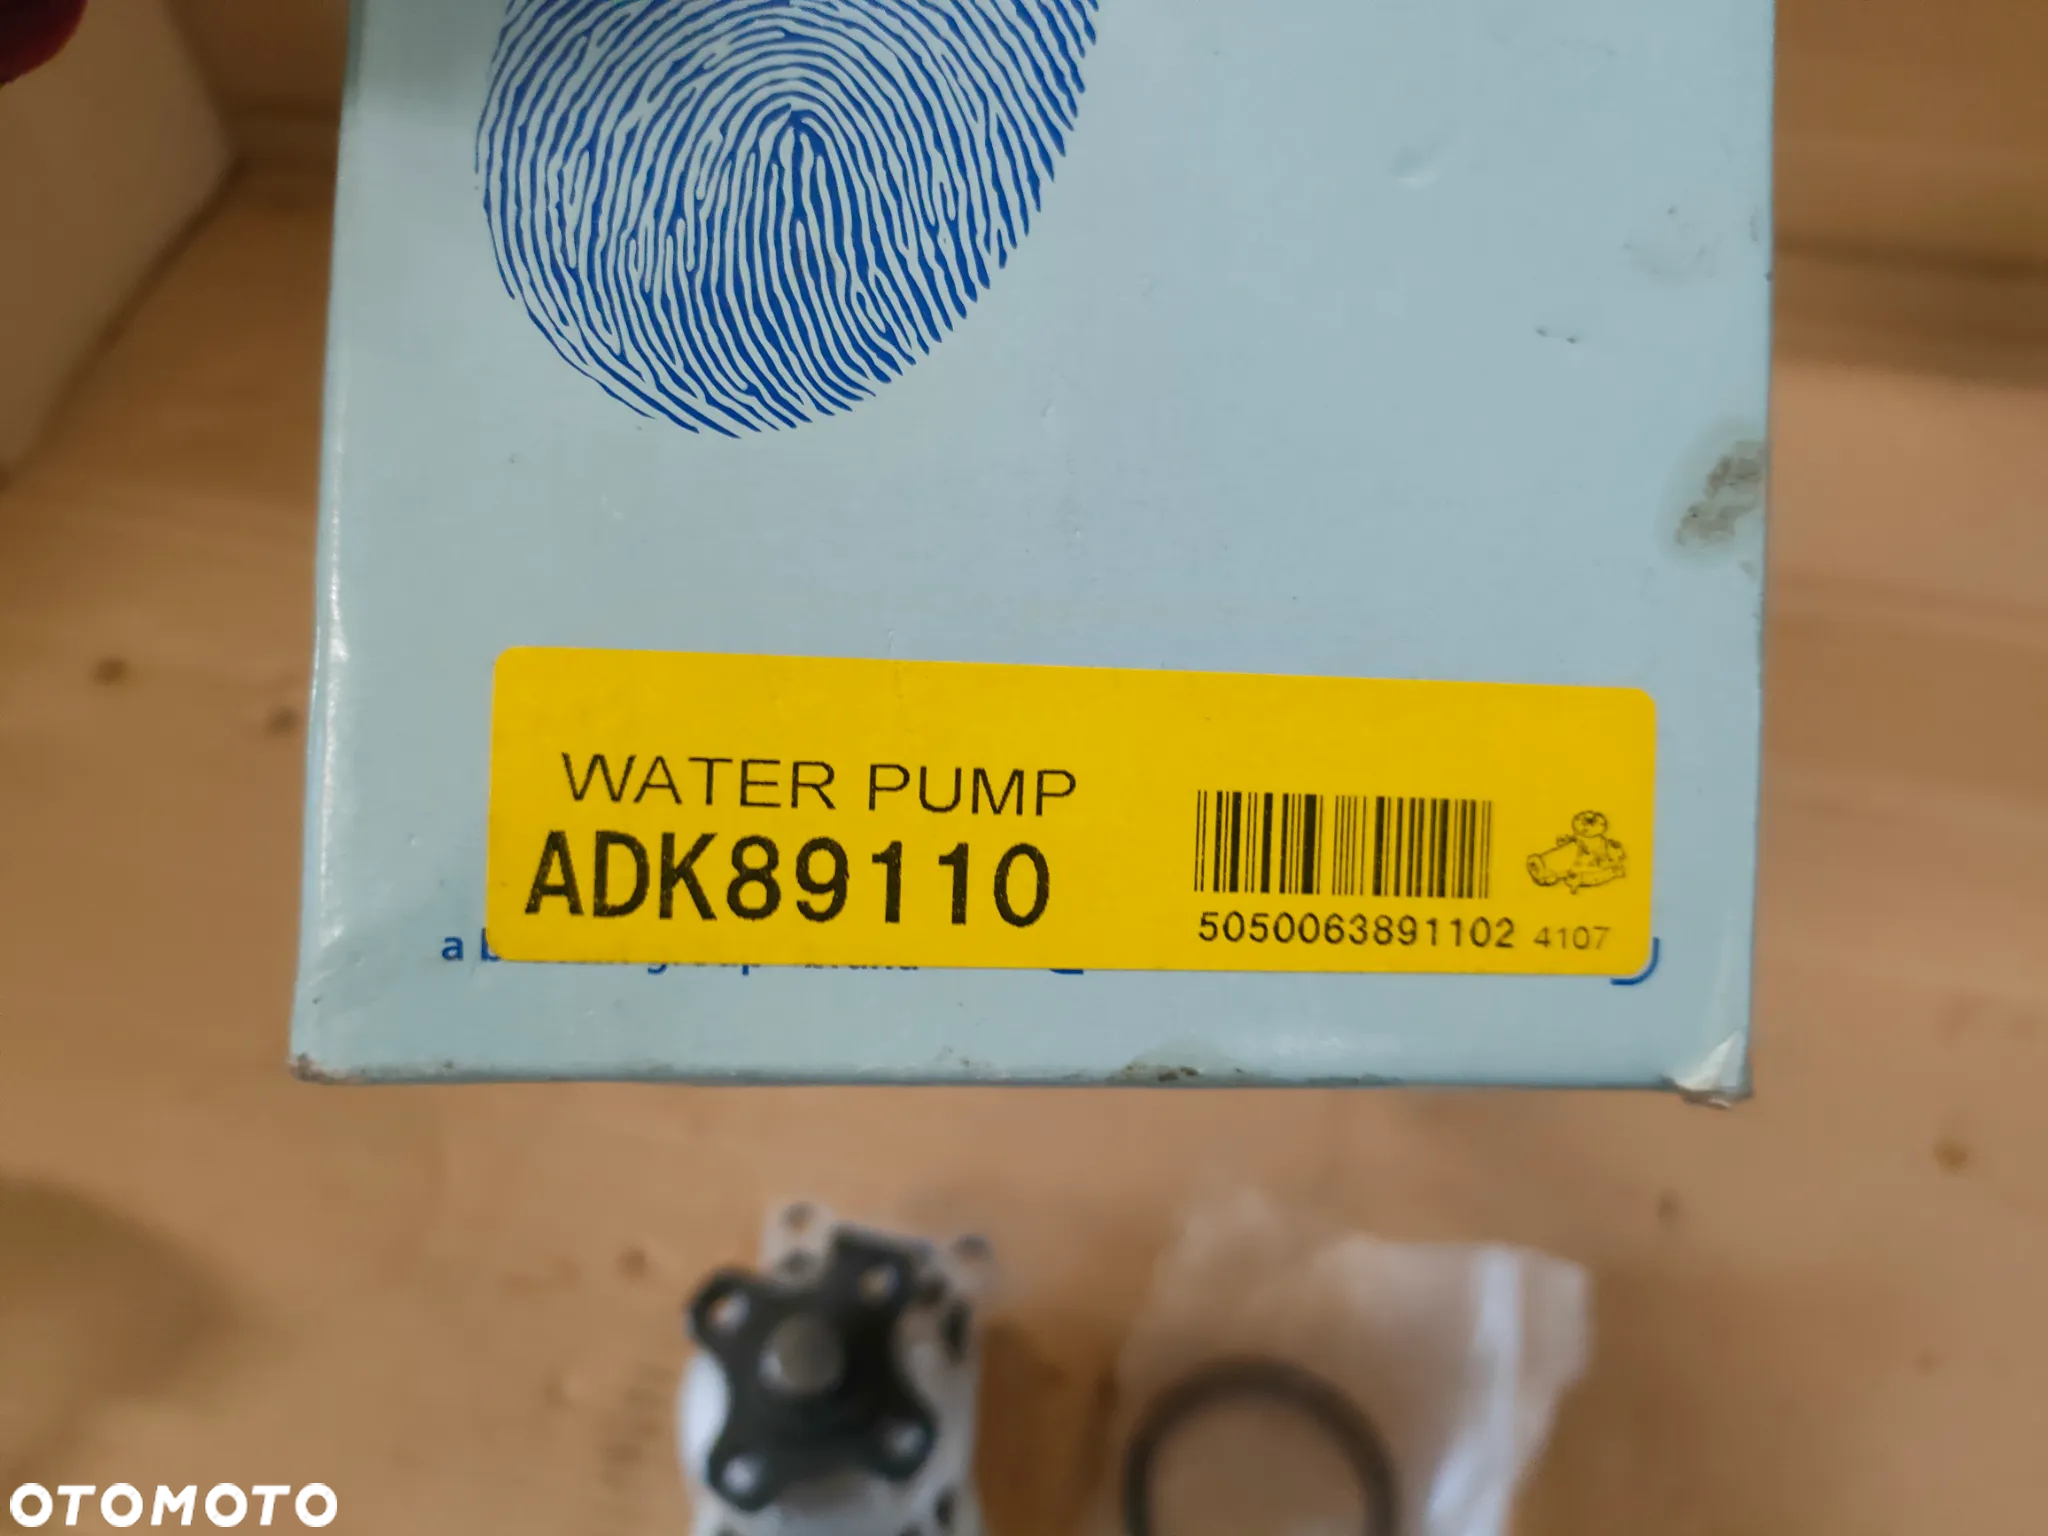 WATER PUMP
ADK89110
5050063891102 4107
a b
OTOMOTO